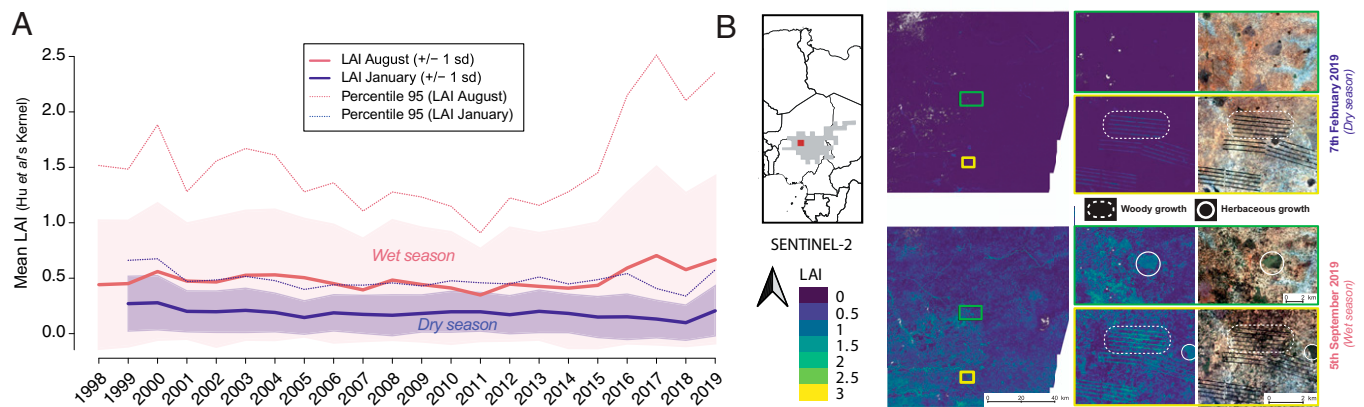 A
Mean LAI (Hu et al's Kernel)
2.5
2.0
1.5
1.0
0.5
0.0
LAI August (+/− 1 sd)
LAI January (+/− 1 sd)
Percentile 95 (LAI August)
Percentile 95 (LAI January)
Wet season
Dry season
1998
1999
2000
2001
2002
2003
2004
2005
2006
2007
2008
2009
2010
2011
2012
2013
2014
2015
2016
2017
2018
2019
B
SENTINEL-2
LAI
0
0.5
1
1.5
2
2.5
3
0 20 40 km
7th February 2019
(Dry season)
Woody growth
Herbaceous growth
0 2 km
0 2 km
5th September 2019
(Wet season)